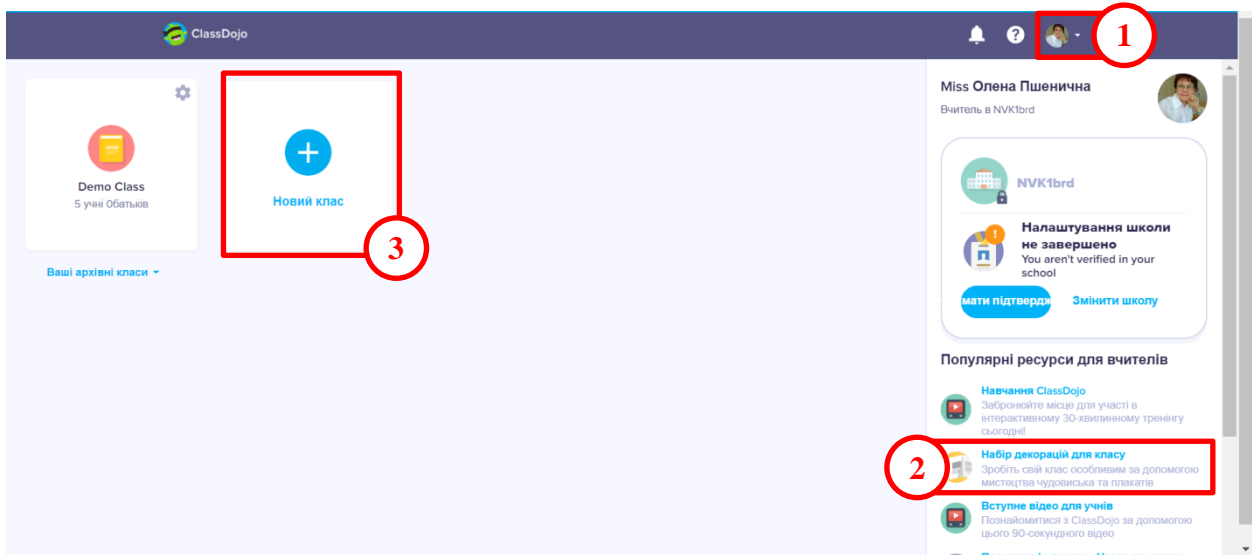 ClassDojo
1
Demo Class
5 учні 0батьків
Новий клас
3
Ваші архівні класи
Miss Олена Пшенична
Вчитель в NVK1brd
NVK1brd
Налаштування школи
не завершено
You aren't verified in your
school
Змінити школу
Популярні ресурси для вчителів
Навчання ClassDojo
Забронюйте місце для участі в
інтерактивному 30-хвилинному тренінгу
сьогодні!
2
Набір декорацій для класу
Зробіть свій клас особливим за допомогою
мистецтва чудовиська та плакатів
Вступне відео для учнів
Познайомитися з ClassDojo за допомогою
цього 90-секундного відео